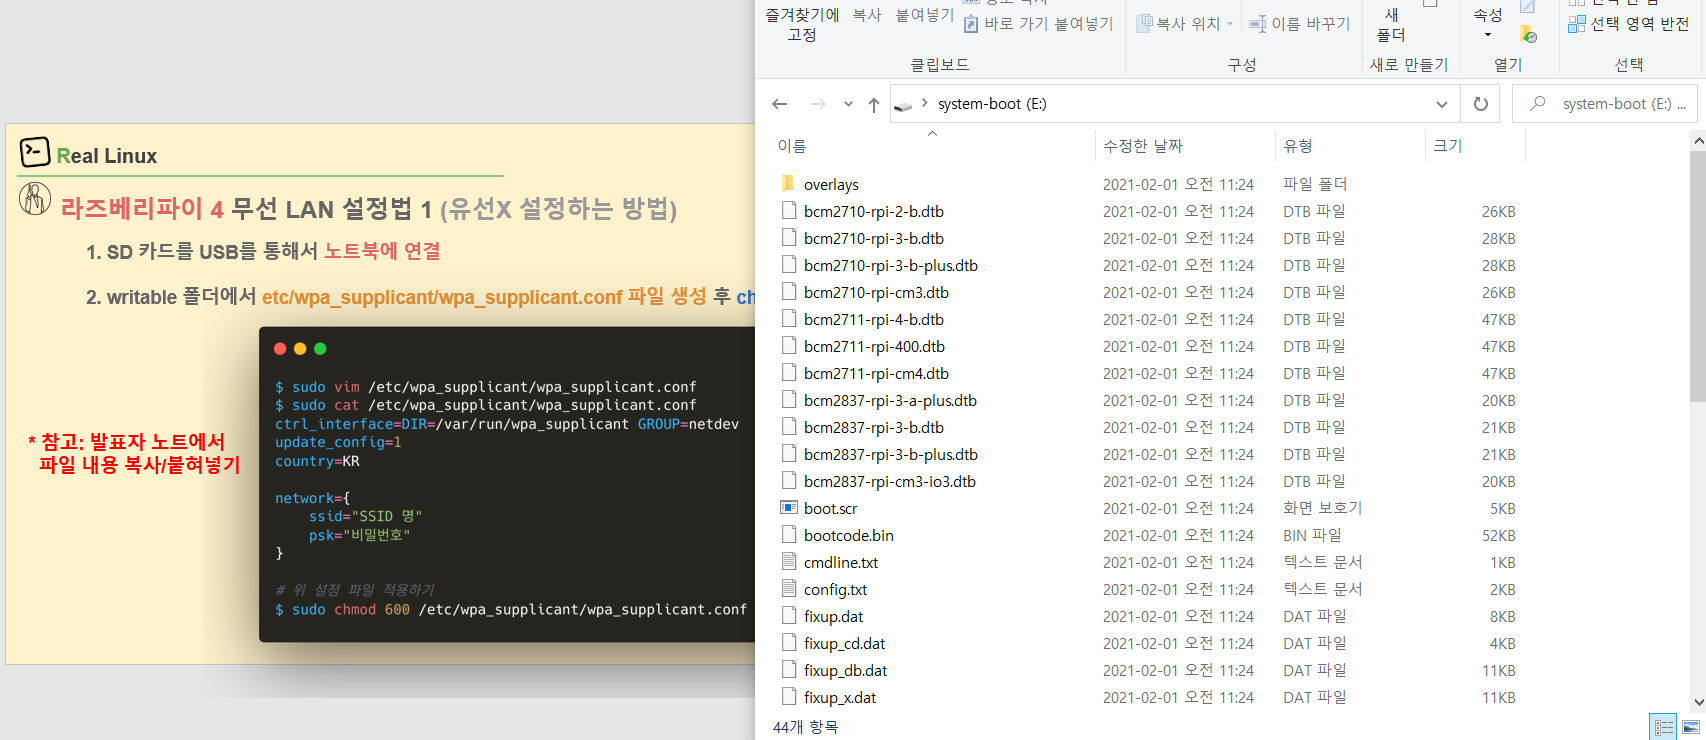 Real Linux
라즈베리파이 4 무선 LAN 설정법 1 (유선X 설정하는 방법)
1. SD 카드를 USB를 통해서 노트북에 연결
2. writable 폴더에서 etc/wpa_supplicant/wpa_supplicant.conf 파일 생성 후 ch
$ sudo vim /etc/wpa_supplicant/wpa_supplicant.conf
$ sudo cat /etc/wpa_supplicant/wpa_supplicant.conf
ctrl_interface=DIR=/var/run/wpa_supplicant GROUP=netdev
update_config=1
country=KR
network={
ssid="SSID 명"
psk="비밀번호"
}
# 위 설정 파일 적용하기
$ sudo chmod 600 /etc/wpa_supplicant/wpa_supplicant.conf
* 참고: 발표자 노트에서
파일 내용 복사/붙혀넣기
즐겨찾기에 고정
복사
붙여넣기
바로 가기 붙여넣기
클립보드
복사 위치
이름 바꾸기
구성
새 폴더
새로 만들기
속성
열기
선택 영역 반전
선택
system-boot (E:)
system-boot (E:) ...
이름 수정한 날짜 유형 크기
overlays 2021-02-01 오전 11:24 파일 폴더
bcm2710-rpi-2-b.dtb 2021-02-01 오전 11:24 DTB 파일 26KB
bcm2710-rpi-3-b.dtb 2021-02-01 오전 11:24 DTB 파일 28KB
bcm2710-rpi-3-b-plus.dtb 2021-02-01 오전 11:24 DTB 파일 28KB
bcm2710-rpi-cm3.dtb 2021-02-01 오전 11:24 DTB 파일 26KB
bcm2711-rpi-4-b.dtb 2021-02-01 오전 11:24 DTB 파일 47KB
bcm2711-rpi-400.dtb 2021-02-01 오전 11:24 DTB 파일 47KB
bcm2711-rpi-cm4.dtb 2021-02-01 오전 11:24 DTB 파일 47KB
bcm2837-rpi-3-a-plus.dtb 2021-02-01 오전 11:24 DTB 파일 20KB
bcm2837-rpi-3-b.dtb 2021-02-01 오전 11:24 DTB 파일 21KB
bcm2837-rpi-3-b-plus.dtb 2021-02-01 오전 11:24 DTB 파일 21KB
bcm2837-rpi-cm3-io3.dtb 2021-02-01 오전 11:24 DTB 파일 20KB
boot.scr 2021-02-01 오전 11:24 화면 보호기 5KB
bootcode.bin 2021-02-01 오전 11:24 BIN 파일 52KB
cmdline.txt 2021-02-01 오전 11:24 텍스트 문서 1KB
config.txt 2021-02-01 오전 11:24 텍스트 문서 2KB
fixup.dat 2021-02-01 오전 11:24 DAT 파일 8KB
fixup_cd.dat 2021-02-01 오전 11:24 DAT 파일 4KB
fixup_db.dat 2021-02-01 오전 11:24 DAT 파일 11KB
fixup_x.dat 2021-02-01 오전 11:24 DAT 파일 11KB
44개 항목